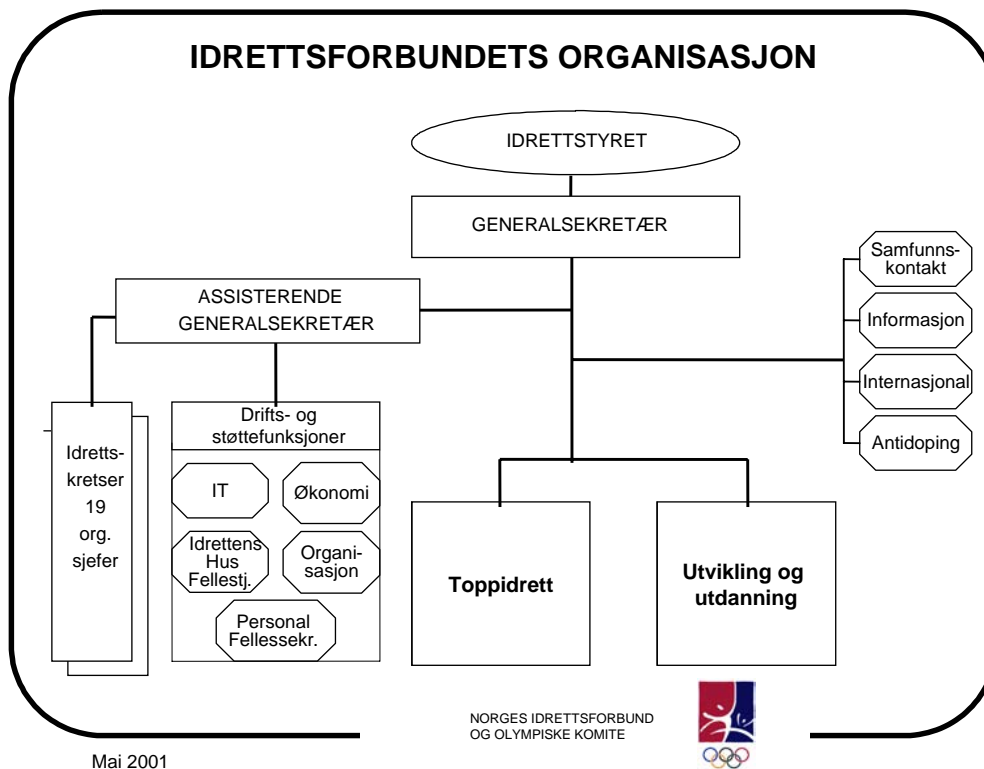 IDRETTSFORBUNDETS ORGANISASJON
IDRETTSTYRET
GENERALSEKRETÆR
ASSISTERENDE
GENERALSEKRETÆR
Samfunns-
kontakt
Informasjon
Internasjonal
Antidoping
Idretts-
kretser
19
org.
sjefer
Drifts- og
støttefunksjoner
IT
Økonomi
Idrettens
Hus
Fellestj.
Organi-
sasjon
Personal
Fellessekr.
Toppidrett
Utvikling og
utdanning
NORGES IDRETTSFORBUND
OG OLYMPISKE KOMITE
Mai 2001